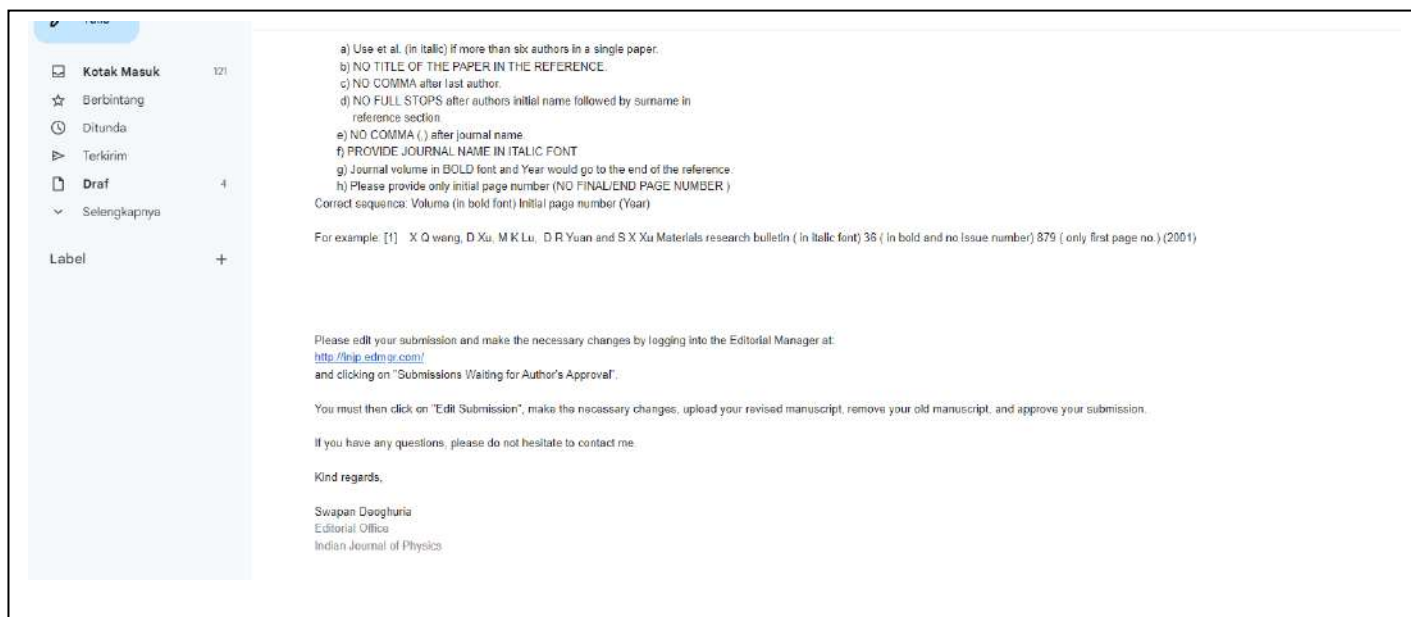 Kotak Masuk 121
Berbintang
Ditunda
Terkirim
Draf 4
Selengkapnya
Label +
a) Use et al. (in Italic) if more than six authors in a single paper.
b) NO TITLE OF THE PAPER IN THE REFERENCE.
c) NO COMMA after last author.
d) NO FULL STOPS after authors initial name followed by surname in
reference section
e) NO COMMA (,) after journal name.
f) PROVIDE JOURNAL NAME IN ITALIC FONT
g) Journal volume in BOLD font and Year would go to the end of the reference
h) Please provide only initial page number (NO FINAL/END PAGE NUMBER )
Correct sequence: Volume (in bold font) Initial page number (Year)
For example: [1] X Q wang, D Xu, M K Lu, D R Yuan and S X Xu Materials research bulletin ( in Italic font) 36 ( in bold and no issue number) 879 ( only first page no.) (2001)
Please edit your submission and make the necessary changes by logging into the Editorial Manager at:
http://injp.edmgr.com/
and clicking on "Submissions Waiting for Author's Approval".
You must then click on "Edit Submission", make the necessary changes, upload your revised manuscript, remove your old manuscript, and approve your submission.
If you have any questions, please do not hesitate to contact me.
Kind regards,
Swapan Deoghuria
Editorial Office
Indian Journal of Physics